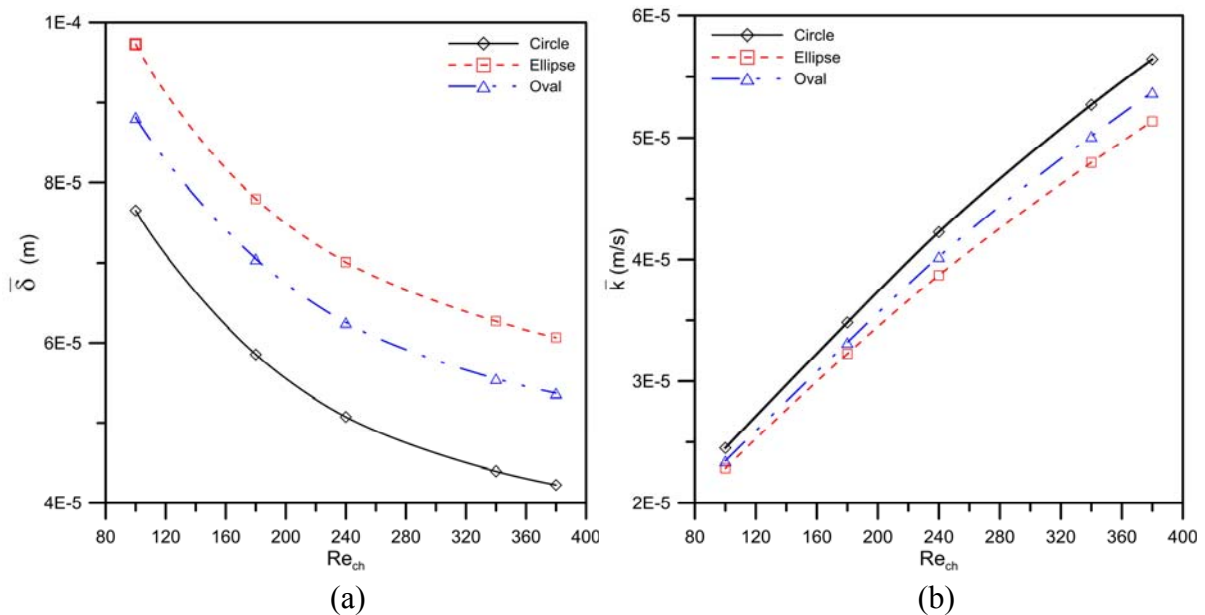 1E-4
8E-5
6E-5
4E-5
δ̅ (m)
Circle
Ellipse
Oval
80 120 160 200 240 280 320 360 400
Re_ch
(a)
6E-5
5E-5
4E-5
3E-5
2E-5
k̅ (m/s)
Circle
Ellipse
Oval
80 120 160 200 240 280 320 360 400
Re_ch
(b)